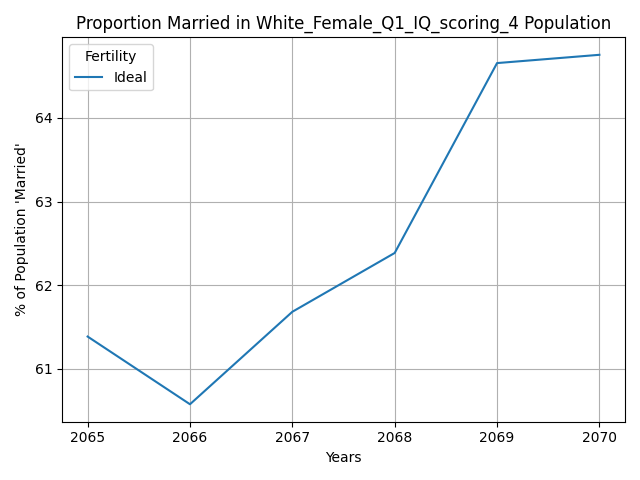 Proportion Married in White_Female_Q1_IQ_scoring_4 Population
Fertility
Ideal
% of Population 'Married'
64
63
62
61
2065 2066 2067 2068 2069 2070
Years